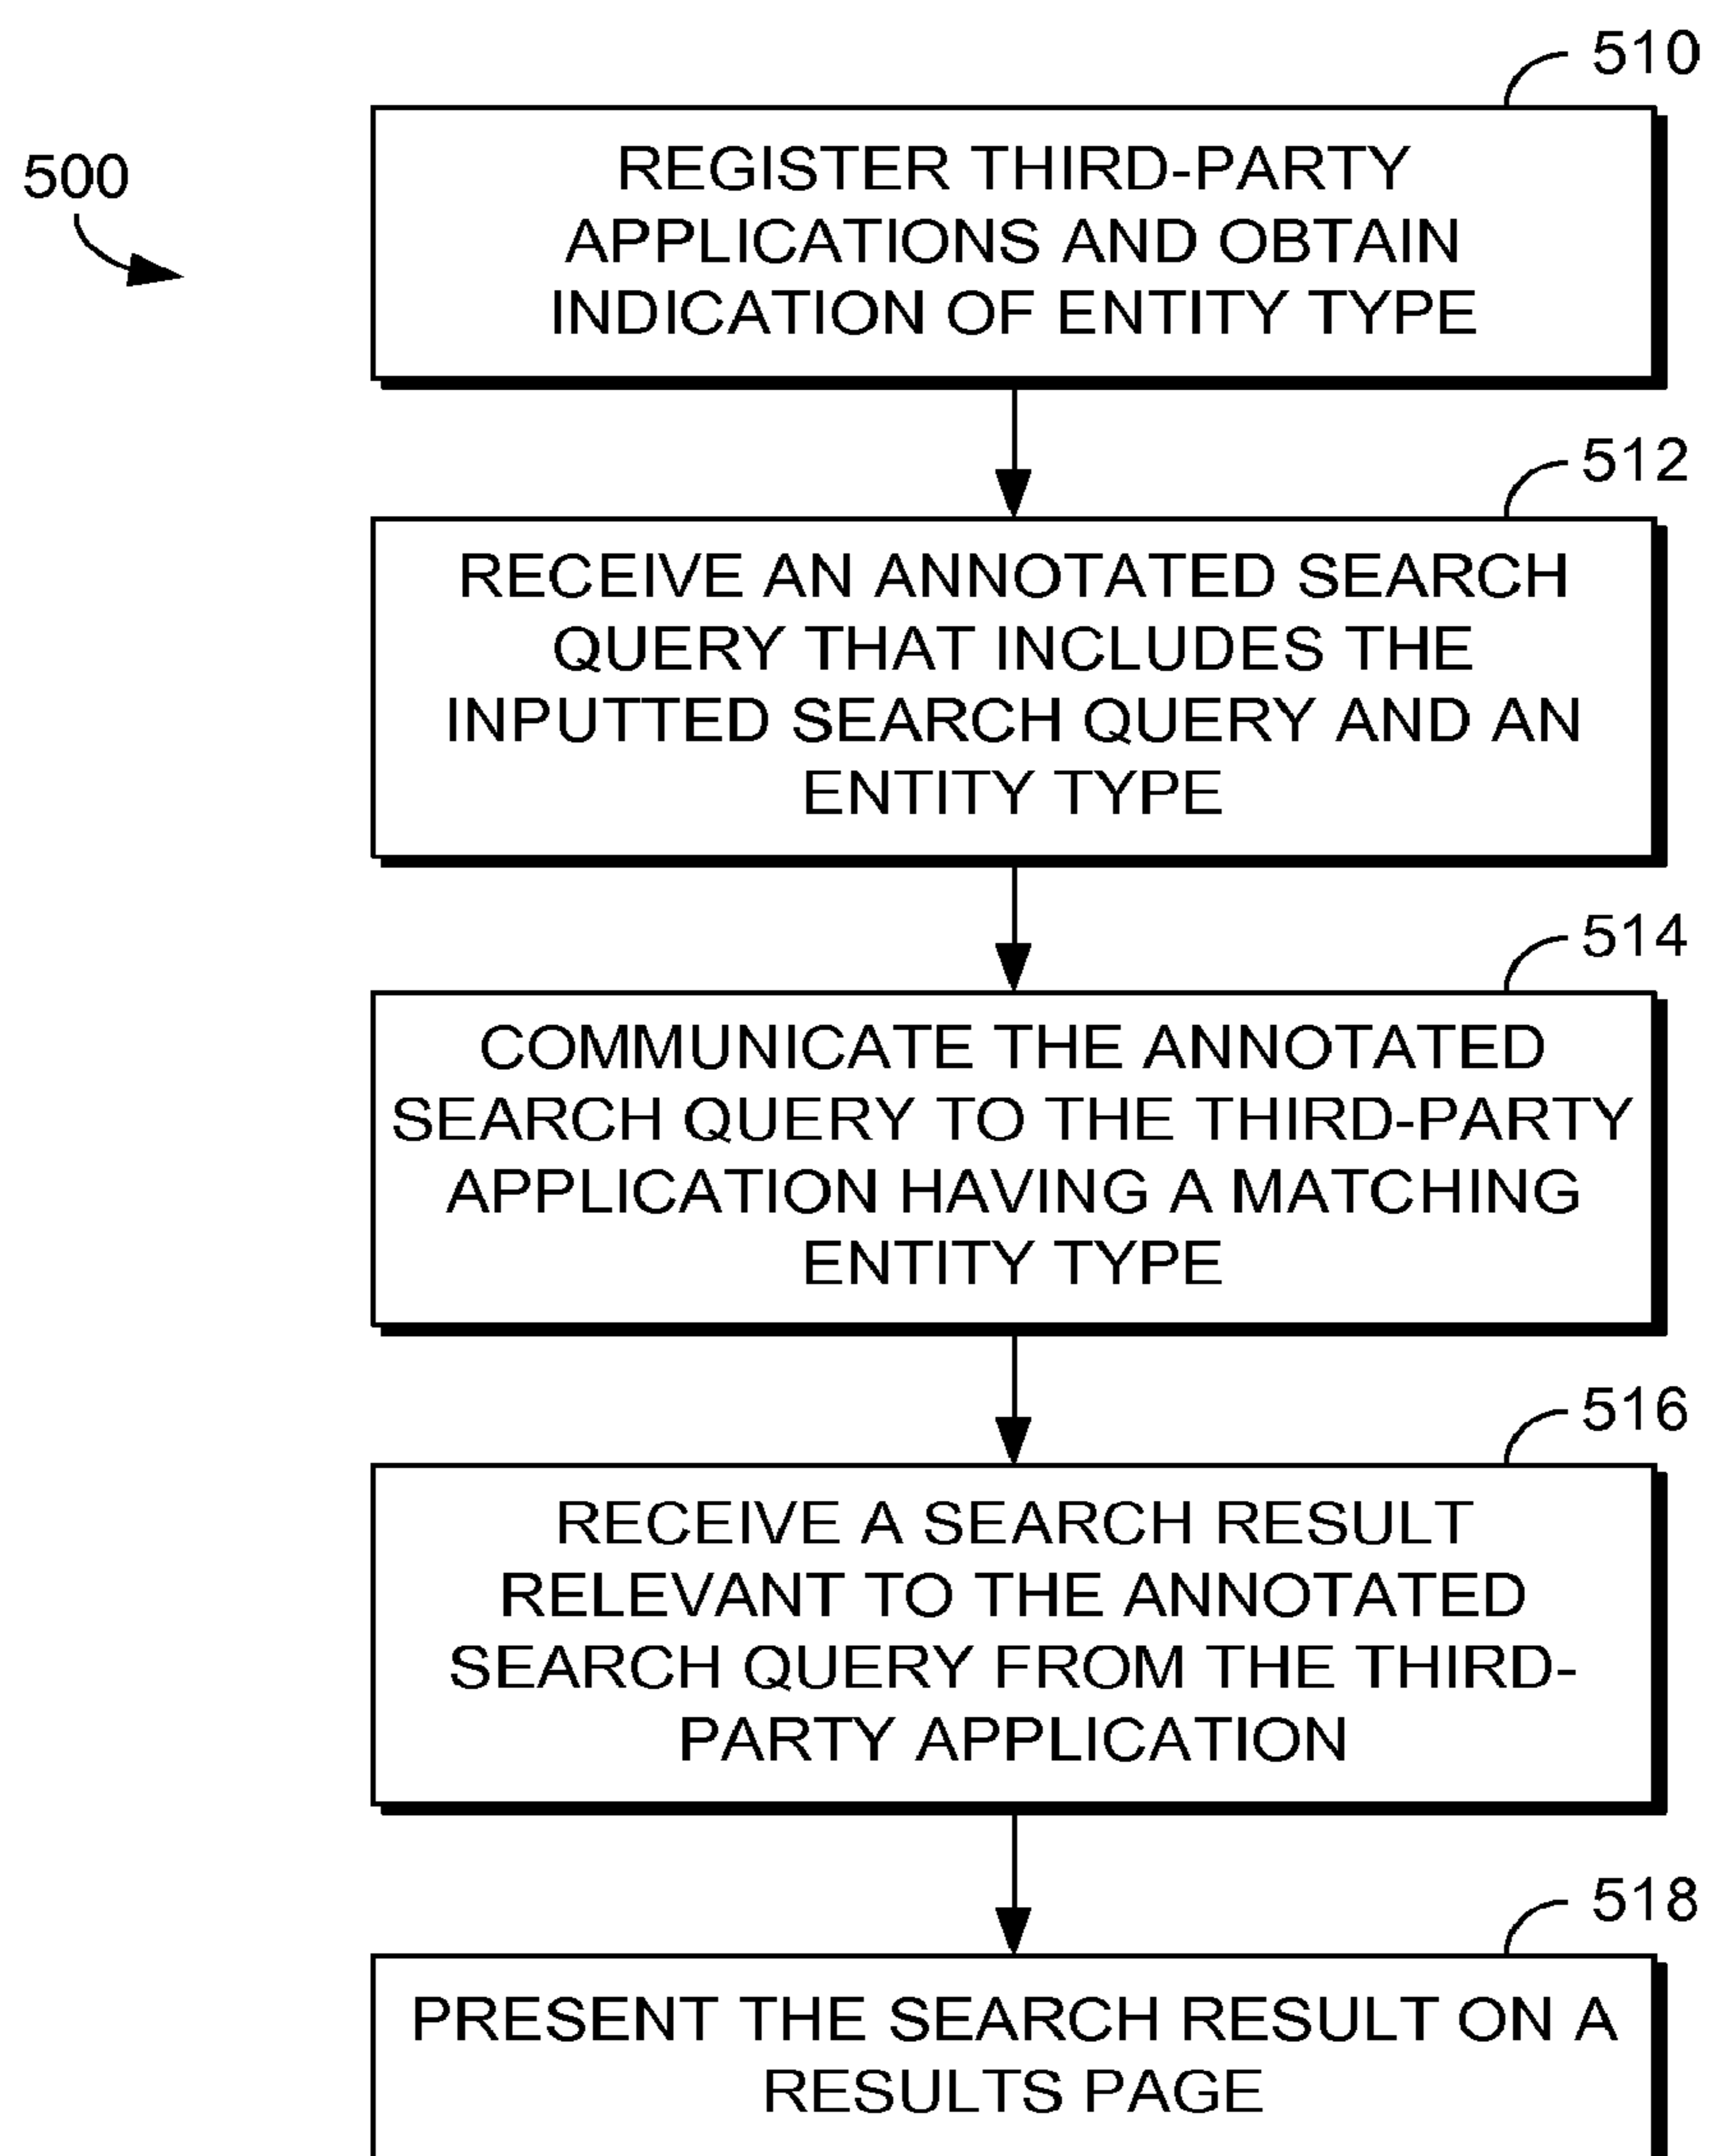 510
500
REGISTER THIRD-PARTY
APPLICATIONS AND OBTAIN
INDICATION OF ENTITY TYPE
512
RECEIVE AN ANNOTATED SEARCH
QUERY THAT INCLUDES THE
INPUTTED SEARCH QUERY AND AN
ENTITY TYPE
514
COMMUNICATE THE ANNOTATED
SEARCH QUERY TO THE THIRD-PARTY
APPLICATION HAVING A MATCHING
ENTITY TYPE
516
RECEIVE A SEARCH RESULT
RELEVANT TO THE ANNOTATED
SEARCH QUERY FROM THE THIRD-
PARTY APPLICATION
518
PRESENT THE SEARCH RESULT ON A
RESULTS PAGE